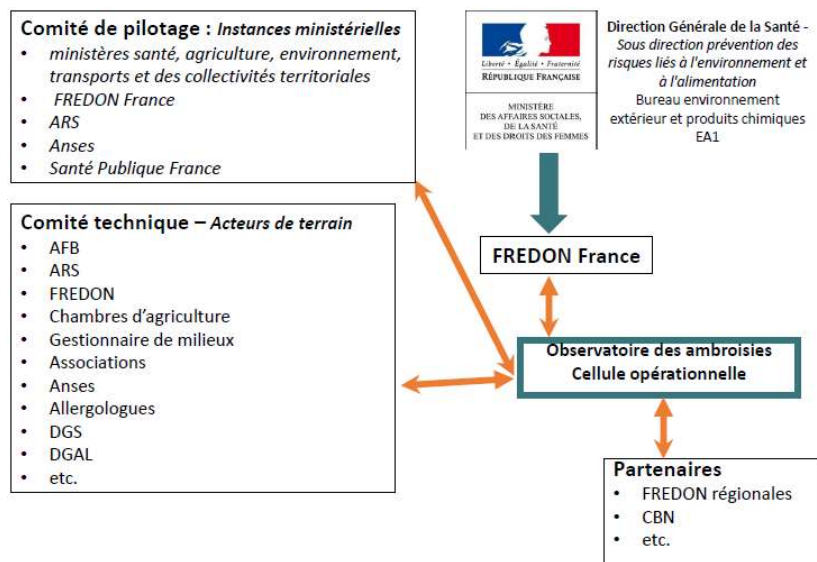 Comité de pilotage : Instances ministérielles
• ministères santé, agriculture, environnement,
transports et des collectivités territoriales
• FREDON France
• ARS
• Anses
• Santé Publique France
Liberté • Égalité • Fraternité
RÉPUBLIQUE FRANÇAISE
MINISTÈRE
DES AFFAIRES SOCIALES,
DE LA SANTÉ
ET DES DROITS DES FEMMES
Direction Générale de la Santé -
Sous direction prévention des
risques liés à l'environnement et
à l'alimentation
Bureau environnement
extérieur et produits chimiques
EA1
Comité technique – Acteurs de terrain
• AFB
• ARS
• FREDON
• Chambres d’agriculture
• Gestionnaire de milieux
• Associations
• Anses
• Allergologues
• DGS
• DGAL
• etc.
FREDON France
Observatoire des ambroisies
Cellule opérationnelle
Partenaires
• FREDON régionales
• CBN
• etc.